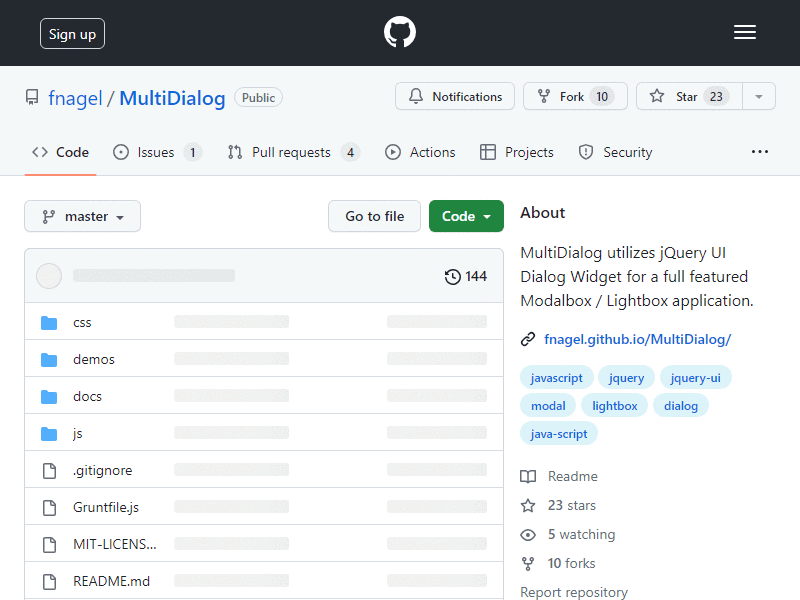 Sign up
fnagel / MultiDialog Public
Notifications Fork 10 Star 23
Code Issues 1 Pull requests 4 Actions Projects Security
master Go to file Code
144
css
demos
docs
js
.gitignore
Gruntfile.js
MIT-LICENS...
README.md
About
MultiDialog utilizes jQuery UI
Dialog Widget for a full featured
Modalbox / Lightbox application.
fnagel.github.io/MultiDialog/
javascript jquery jquery-ui
modal lightbox dialog
java-script
Readme
23 stars
5 watching
10 forks
Report repository